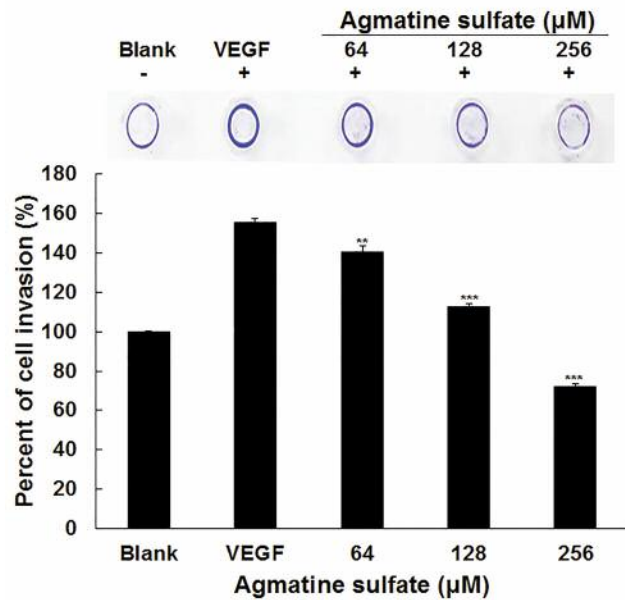 Agmatine sulfate (μM)
Blank VEGF 64 128 256
- + + + +
180
160
140
120
100
80
60
40
20
0
Percent of cell invasion (%)
**
***
***
Blank VEGF 64 128 256
Agmatine sulfate (μM)